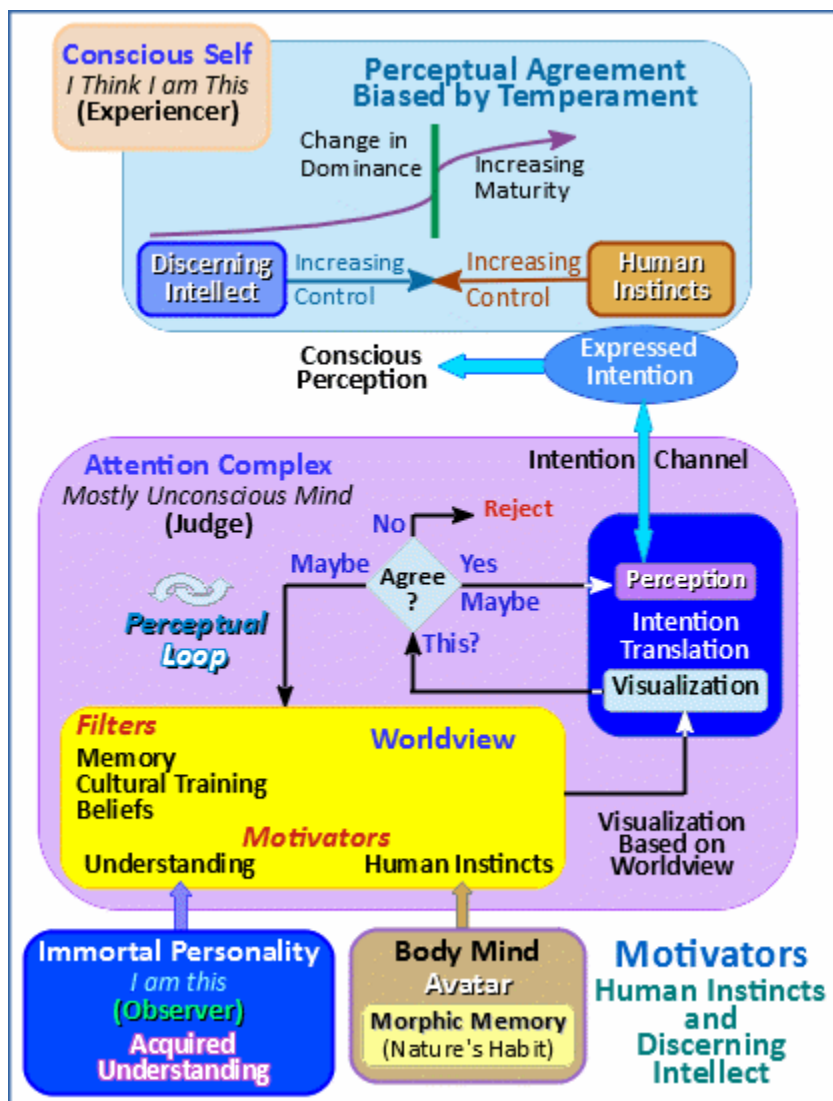 Conscious Self
I Think I am This
(Experiencer)
Perceptual Agreement
Biased by Temperament
Change in
Dominance
Increasing
Maturity
Discerning
Intellect
Increasing
Control
Increasing
Control
Human
Instincts
Conscious
Perception
Expressed
Intention
Attention Complex
Mostly Unconscious Mind
(Judge)
Intention Channel
No
Reject
Maybe
Agree
?
Yes
Maybe
Perception
Perceptual
Loop
This?
Intention
Translation
Visualization
Filters
Worldview
Memory
Cultural Training
Beliefs
Motivators
Understanding
Human Instincts
Visualization
Based on
Worldview
Immortal Personality
I am this
(Observer)
Acquired
Understanding
Body Mind
Avatar
Morphic Memory
(Nature's Habit)
Motivators
Human Instincts
and
Discerning
Intellect